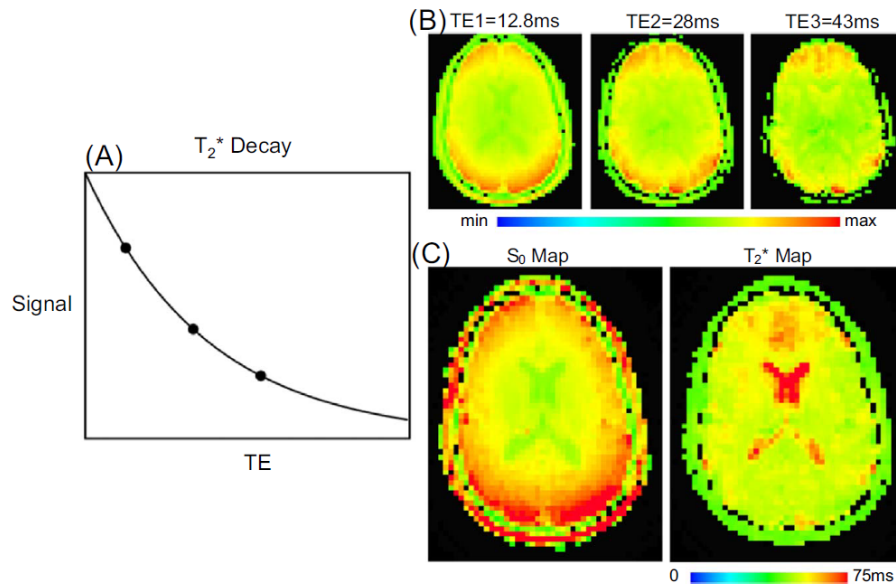 (A)
T2* Decay
Signal
TE
(B)
TE1=12.8ms
TE2=28ms
TE3=43ms
min
max
(C)
S0 Map
T2* Map
0
75ms